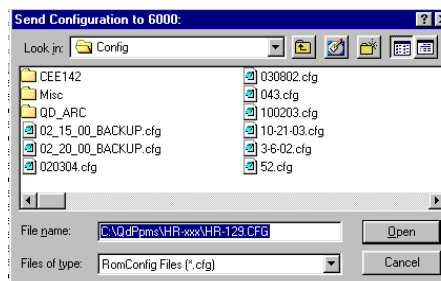 Send Configuration to 6000:
Look in: Config
CEE142
Misc
QD_ARC
02_15_00_BACKUP.cfg
02_20_00_BACKUP.cfg
020304.cfg
030802.cfg
043.cfg
100203.cfg
10-21-03.cfg
3-6-02.cfg
52.cfg
File name: C:\QdPpms\HR-xxx\HR-129.CFG
Open
Files of type: RomConfig Files (*.cfg)
Cancel